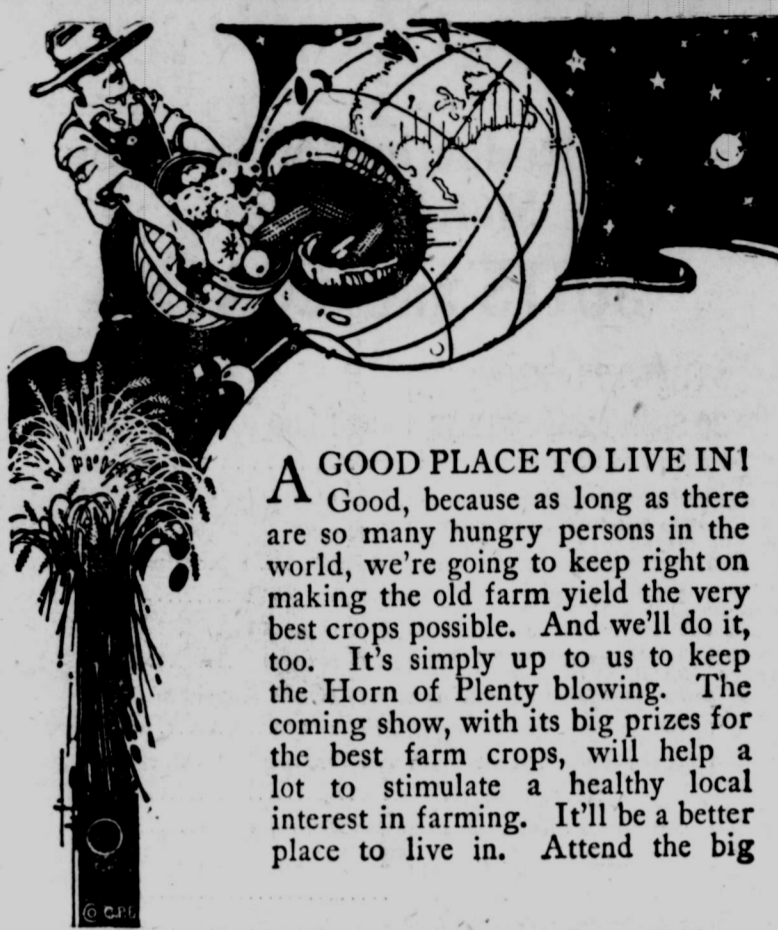 A GOOD PLACE TO LIVE IN!
Good, because as long as there
are so many hungry persons in the
world, we're going to keep right on
making the old farm yield the very
best crops possible. And we'll do it,
too. It's simply up to us to keep
the Horn of Plenty blowing. The
coming show, with its big prizes for
the best farm crops, will help a
lot to stimulate a healthy local
interest in farming. It'll be a better
place to live in. Attend the big